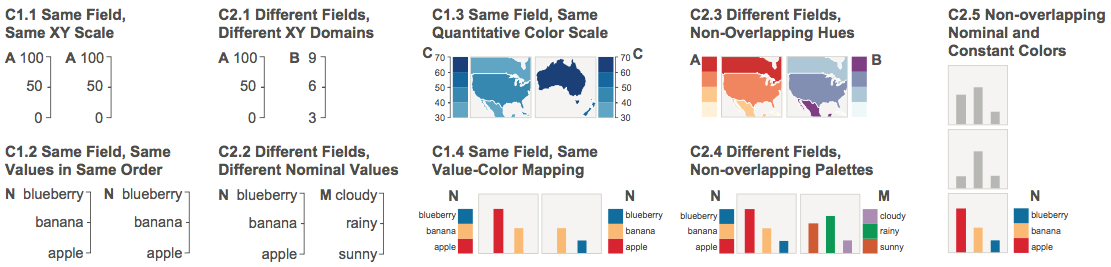 C1.1 Same Field,
Same XY Scale
A 100 A 100
50 50
0 0
C2.1 Different Fields,
Different XY Domains
A 100 B 9
50 6
0 3
C1.3 Same Field, Same
Quantitative Color Scale
C 70 70 C
60 60
50 50
40 40
30 30
C2.3 Different Fields,
Non-Overlapping Hues
A B
C2.5 Non-overlapping
Nominal and
Constant Colors
N
blueberry
banana
apple
C1.2 Same Field, Same
Values in Same Order
N blueberry N blueberry
banana banana
apple apple
C2.2 Different Fields,
Different Nominal Values
N blueberry M cloudy
banana rainy
apple sunny
C1.4 Same Field, Same
Value-Color Mapping
N N
blueberry blueberry
banana banana
apple apple
C2.4 Different Fields,
Non-overlapping Palettes
N M
blueberry cloudy
banana rainy
apple sunny